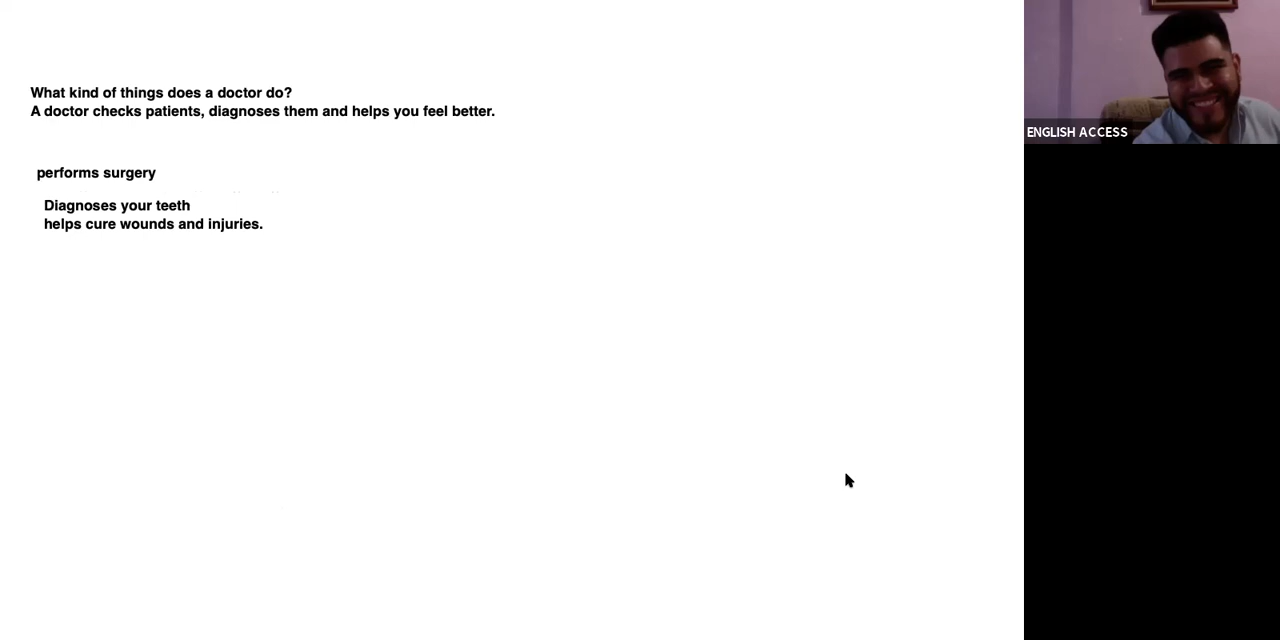 What kind of things does a doctor do?
A doctor checks patients, diagnoses them and helps you feel better.
performs surgery
Diagnoses your teeth
helps cure wounds and injuries.
ENGLISH ACCESS